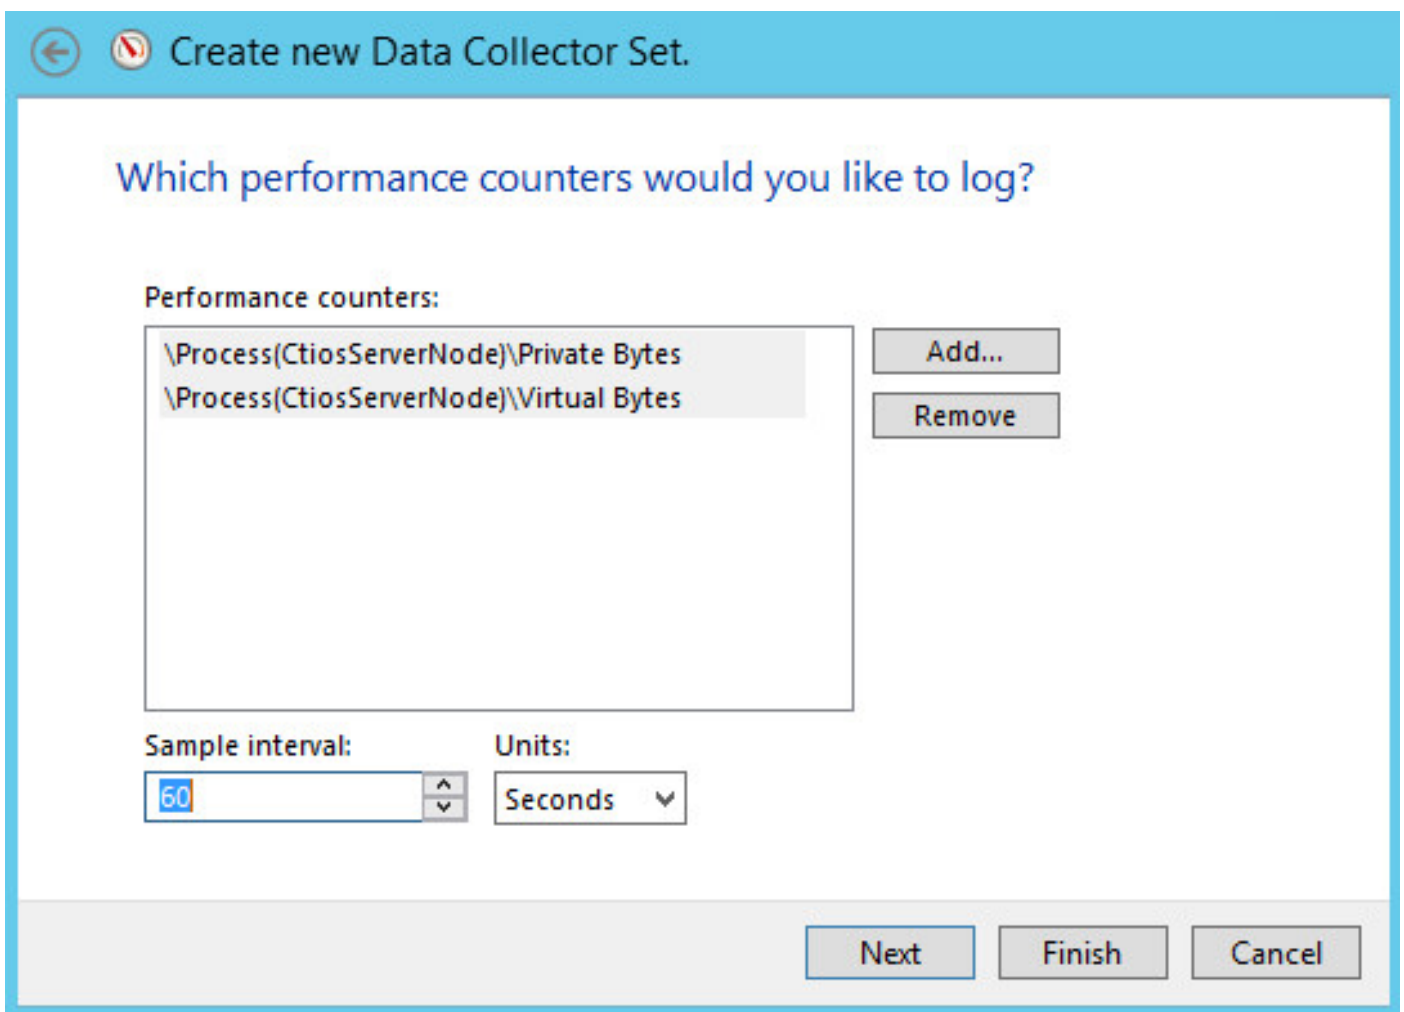 Create new Data Collector Set.
Which performance counters would you like to log?
Performance counters:
\Process(CtiosServerNode)\Private Bytes
\Process(CtiosServerNode)\Virtual Bytes
Add...
Remove
Sample interval:
Units:
60
Seconds
Next
Finish
Cancel